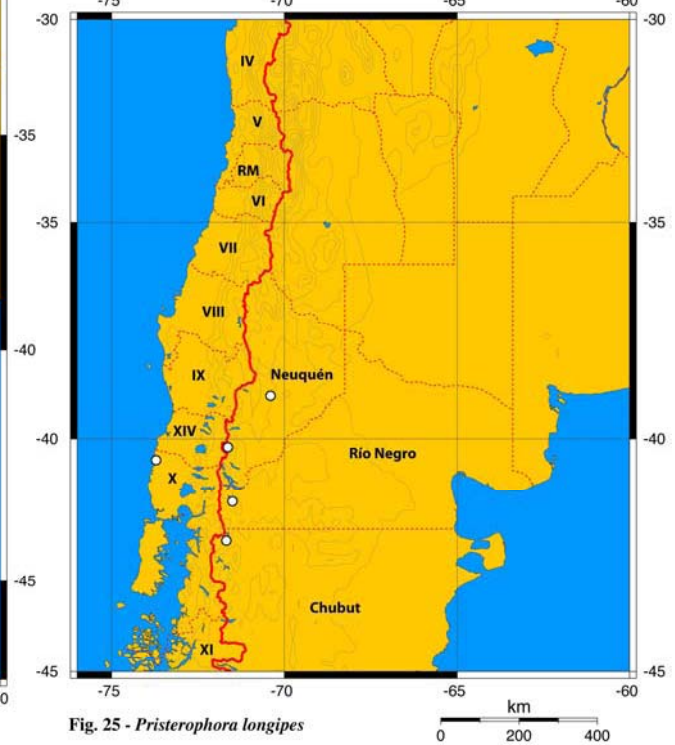 -75 -70 -65 -60
-30 -30
IV
V
-35
RM
VI
-35 -35
VII
VIII
-40
IX
Neuquén
XIV
-40 -40
Río Negro
X
-45
Chubut
XI
-45 -45
0
-75 -70 -65 -60
km
Fig. 25 - Pristerophora longipes
0 200 400